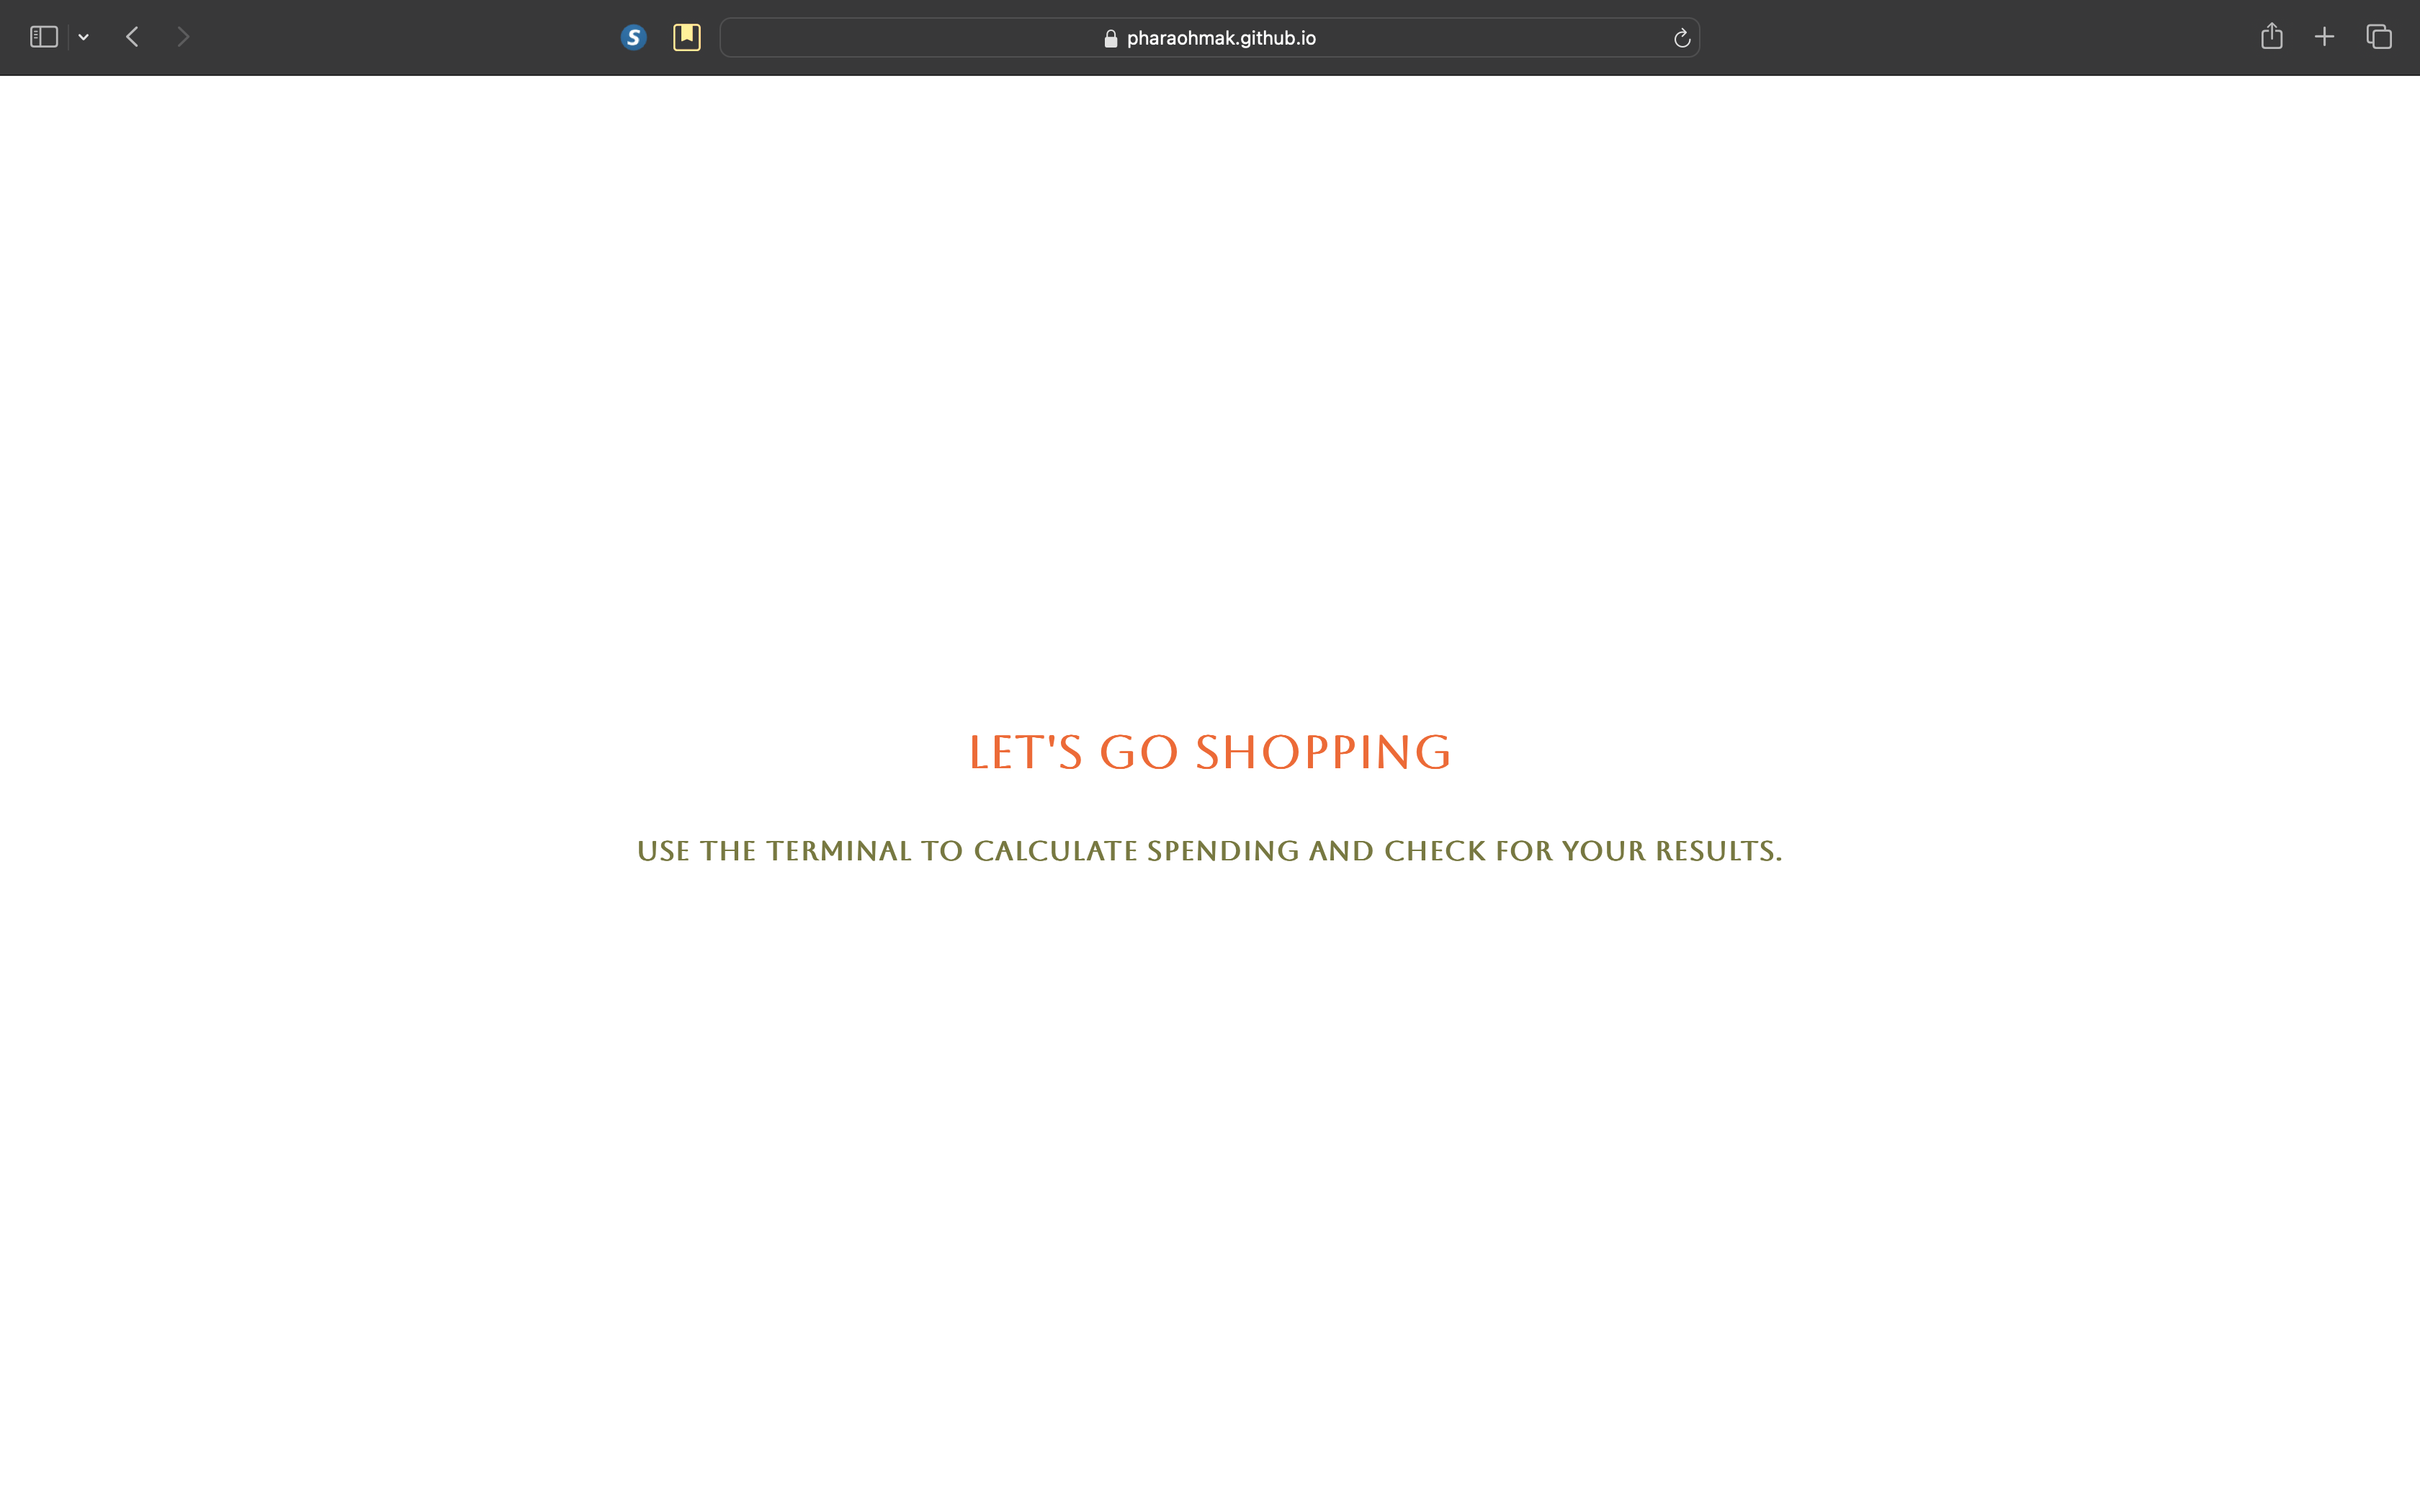 S
pharaohmak.github.io
LET'S GO SHOPPING
USE THE TERMINAL TO CALCULATE SPENDING AND CHECK FOR YOUR RESULTS.